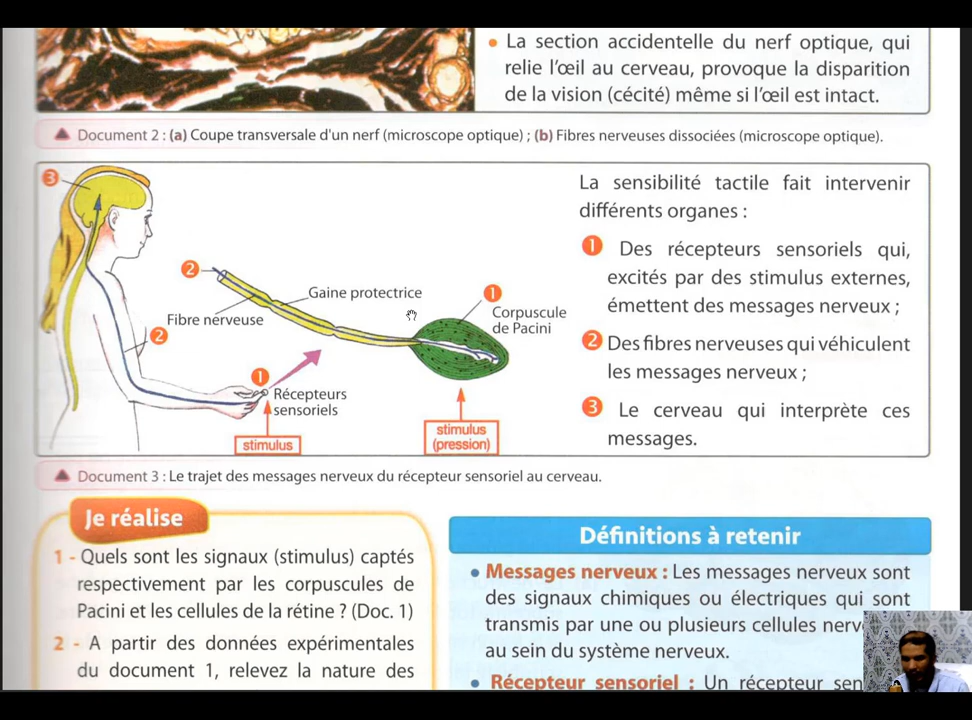 La section accidentelle du nerf optique, qui
relie l'œil au cerveau, provoque la disparition
de la vision (cécité) même si l'œil est intact.
Document 2 : (a) Coupe transversale d'un nerf (microscope optique) ; (b) Fibres nerveuses dissociées (microscope optique).
3
2
Gaine protectrice
Fibre nerveuse
1
Corpuscule
de Pacini
2
1
Récepteurs
sensoriels
stimulus
stimulus
(pression)
La sensibilité tactile fait intervenir
différents organes :
1 Des récepteurs sensoriels qui,
excités par des stimulus externes,
émettent des messages nerveux ;
2 Des fibres nerveuses qui véhiculent
les messages nerveux ;
3 Le cerveau qui interprète ces
messages.
Document 3 : Le trajet des messages nerveux du récepteur sensoriel au cerveau.
Je réalise
1 - Quels sont les signaux (stimulus) captés
respectivement par les corpuscules de
Pacini et les cellules de la rétine ? (Doc. 1)
2 - A partir des données expérimentales
du document 1, relevez la nature des
Définitions à retenir
• Messages nerveux : Les messages nerveux sont
des signaux chimiques ou électriques qui sont
transmis par une ou plusieurs cellules nerv
au sein du système nerveux.
• Récepteur sensoriel : Un récepteur sen